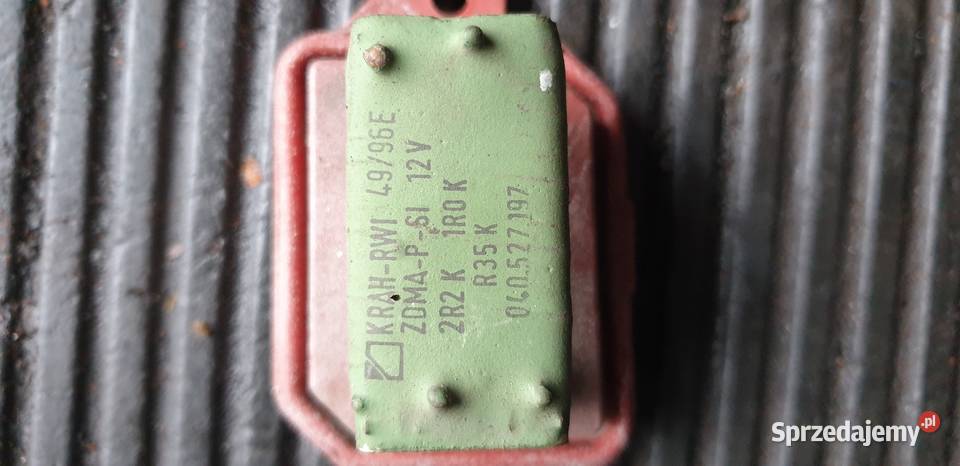 KRAH-RWI 49/96E
ZDMA-P-SI 12V
2R2 K 1R0 K
R35 K
040.527.197
Sprzedajemy.pl